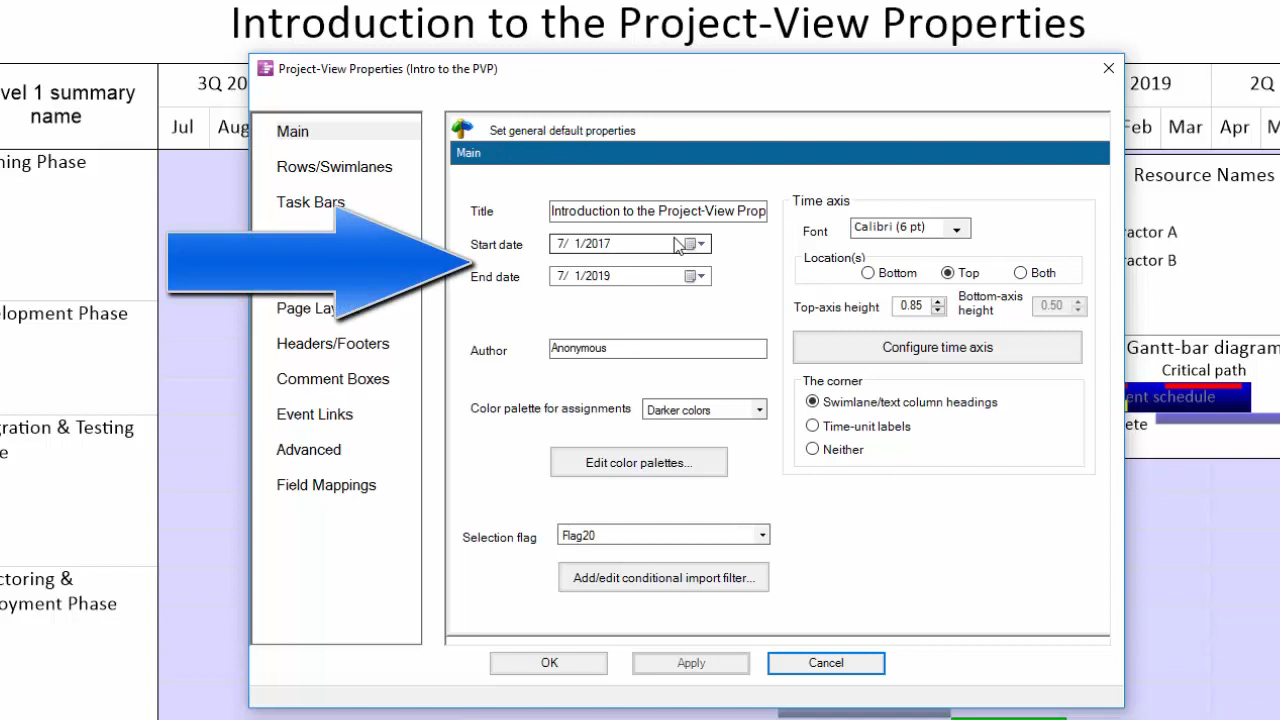 Introduction to the Project-View Properties
vel 1 summary
name
3Q 20
Jul
Aug
2019
2Q
Feb
Mar
Apr
M
ning Phase
elopment Phase
gration & Testing
e
ctoring &
oyment Phase
Project-View Properties (Intro to the PVP)
Main
Rows/Swimlanes
Task Bars
Page Lay
Headers/Footers
Comment Boxes
Event Links
Advanced
Field Mappings
Set general default properties
Main
Title
Introduction to the Project-View Prop
Start date
7/ 1/2017
End date
7/ 1/2019
Author
Anonymous
Color palette for assignments
Darker colors
Edit color palettes...
Selection flag
Flag20
Add/edit conditional import filter...
Time axis
Font
Calibri (6 pt)
Location(s)
Bottom
Top
Both
Top-axis height
0.85
Bottom-axis
height
0.50
Configure time axis
The corner
Swimlane/text column headings
Time-unit labels
Neither
OK
Apply
Cancel
Resource Names
ractor A
ractor B
Gantt-bar diagram
Critical path
ent schedule
ete